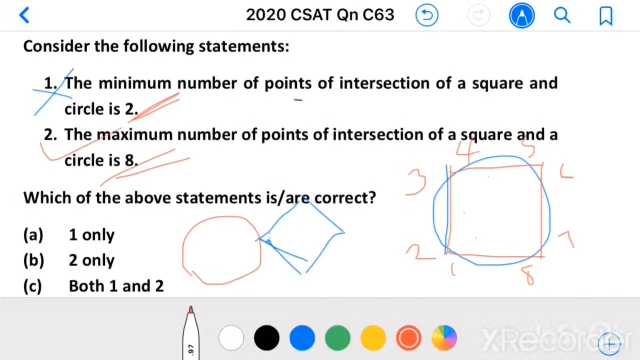 2020 CSAT Qn C63
Consider the following statements:
1. The minimum number of points of intersection of a square and
circle is 2.
2. The maximum number of points of intersection of a square and a
circle is 8.
4 5
3 6
Which of the above statements is/are correct?
(a) 1 only
(b) 2 only
2 7
1 8
(c) Both 1 and 2
.97
XRecorder